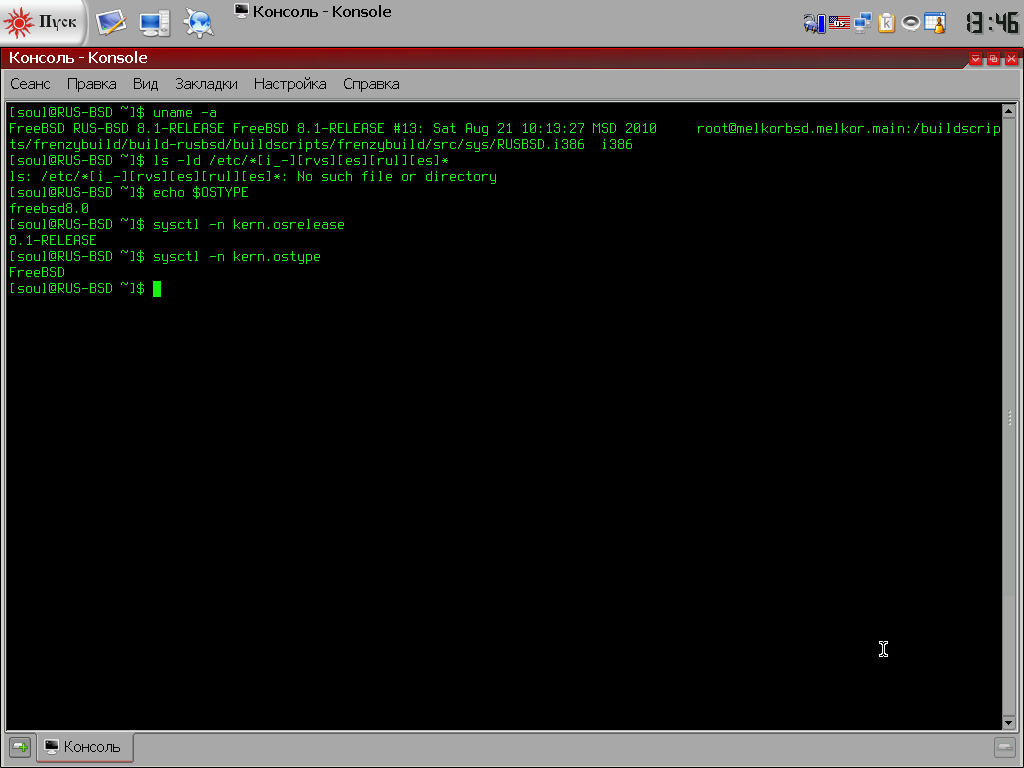 Пуск
Консоль - Konsole
us
K
13:46
Консоль - Konsole
Сеанс Правка Вид Закладки Настройка Справка
[soul@RUS-BSD ~]$ uname -a
FreeBSD RUS-BSD 8.1-RELEASE FreeBSD 8.1-RELEASE #13: Sat Aug 21 10:13:27 MSD 2010     root@melkorbsd.melkor.main:/buildscrip
ts/frenzybuild/build-rusbsd/buildscripts/frenzybuild/src/sys/RUSBSD.i386  i386
[soul@RUS-BSD ~]$ ls -ld /etc/*[i_-][rvs][es][rul][es]*
ls: /etc/*[i_-][rvs][es][rul][es]*: No such file or directory
[soul@RUS-BSD ~]$ echo $OSTYPE
freebsd8.0
[soul@RUS-BSD ~]$ sysctl -n kern.osrelease
8.1-RELEASE
[soul@RUS-BSD ~]$ sysctl -n kern.ostype
FreeBSD
[soul@RUS-BSD ~]$
Консоль